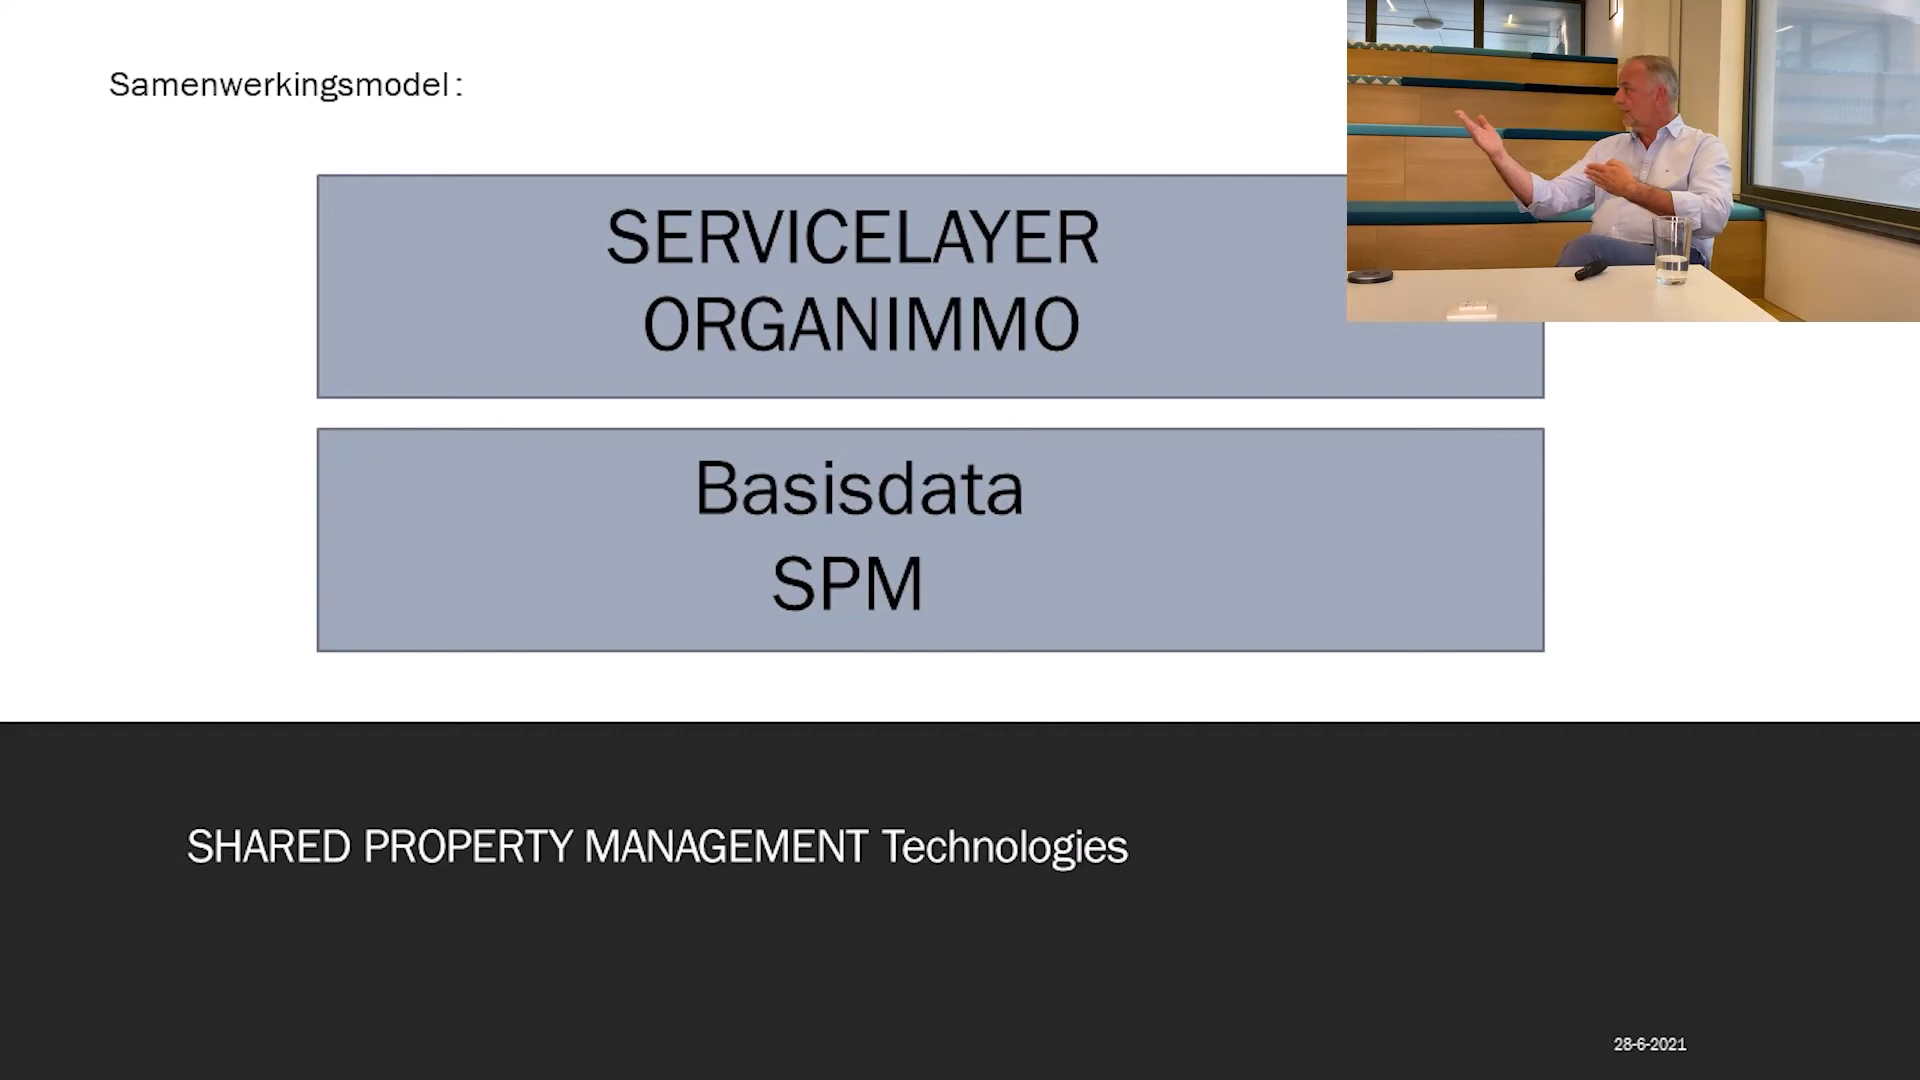 Samenwerkingsmodel :
SERVICELAYER
ORGANIMMO
Basisdata
SPM
SHARED PROPERTY MANAGEMENT Technologies
28-6-2021